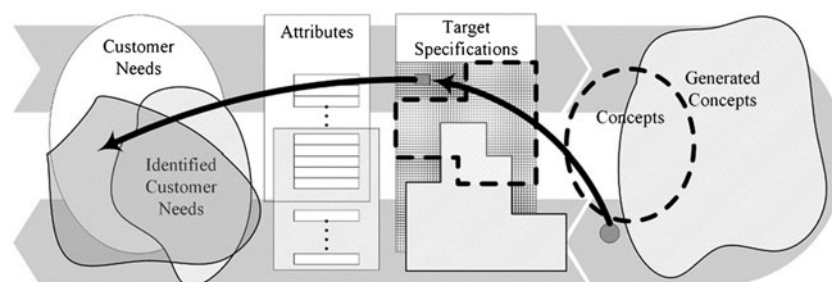 Customer
Needs
Identified
Customer
Needs
Attributes
Target
Specifications
Concepts
Generated
Concepts